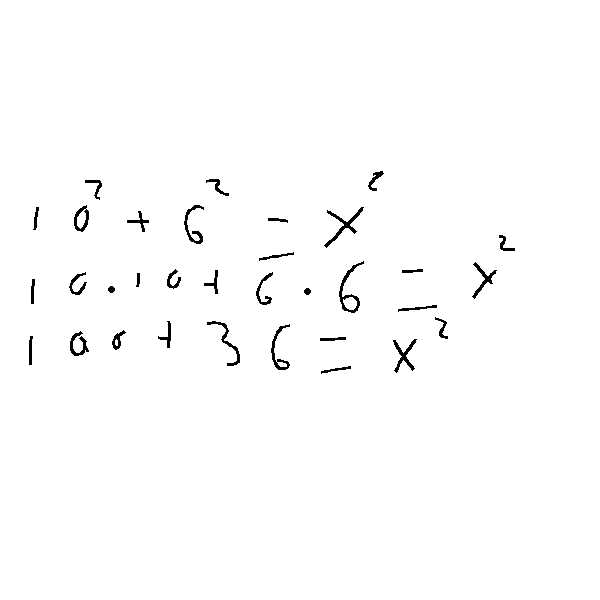 10² + 6² = x²
10·10 + 6·6 = x²
100 + 36 = x²